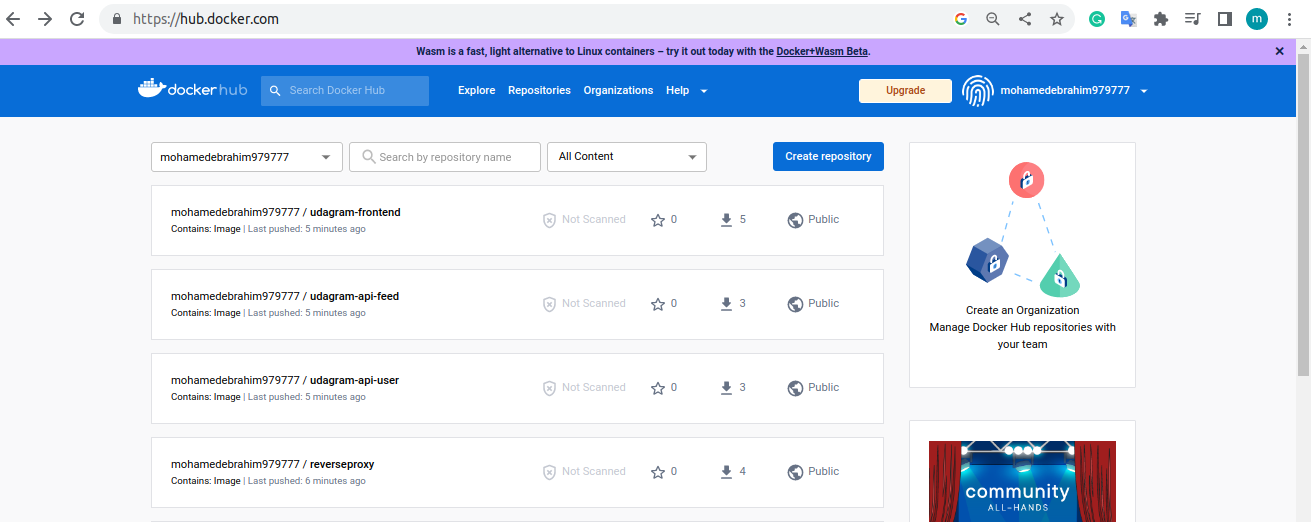 https://hub.docker.com
m
Wasm is a fast, light alternative to Linux containers – try it out today with the Docker+Wasm Beta.
docker hub
Search Docker Hub
Explore Repositories Organizations Help
Upgrade
mohamedebrahim979777
mohamedebrahim979777
Search by repository name
All Content
Create repository
mohamedebrahim979777 / udagram-frontend
Contains: Image | Last pushed: 5 minutes ago
Not Scanned 0 5 Public
mohamedebrahim979777 / udagram-api-feed
Contains: Image | Last pushed: 5 minutes ago
Not Scanned 0 3 Public
mohamedebrahim979777 / udagram-api-user
Contains: Image | Last pushed: 5 minutes ago
Not Scanned 0 3 Public
mohamedebrahim979777 / reverseproxy
Contains: Image | Last pushed: 6 minutes ago
Not Scanned 0 4 Public
Create an Organization
Manage Docker Hub repositories with
your team
community
ALL-HANDS